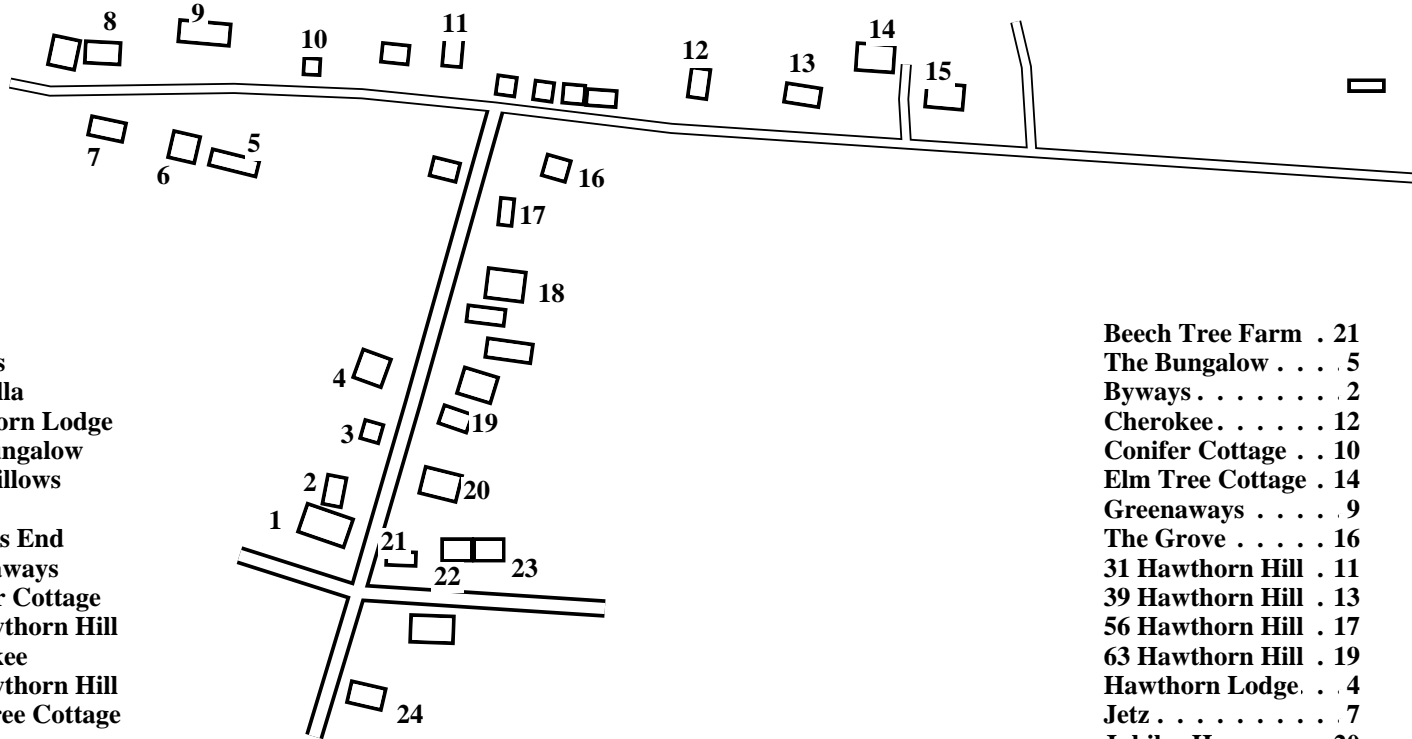 8
9
10
11
12
13
14
15
7
6
5
16
17
18
4
3
19
2
20
1
21
22
23
24
s
lla
orn Lodge
ngalow
illows
s End
aways
r Cottage
thorn Hill
kee
thorn Hill
ree Cottage
Beech Tree Farm . 21
The Bungalow . . . . 5
Byways . . . . . . . . 2
Cherokee . . . . . . 12
Conifer Cottage . . 10
Elm Tree Cottage . 14
Greenaways . . . . . 9
The Grove . . . . . 16
31 Hawthorn Hill . 11
39 Hawthorn Hill . 13
56 Hawthorn Hill . 17
63 Hawthorn Hill . 19
Hawthorn Lodge . . 4
Jetz . . . . . . . . . . 7
20